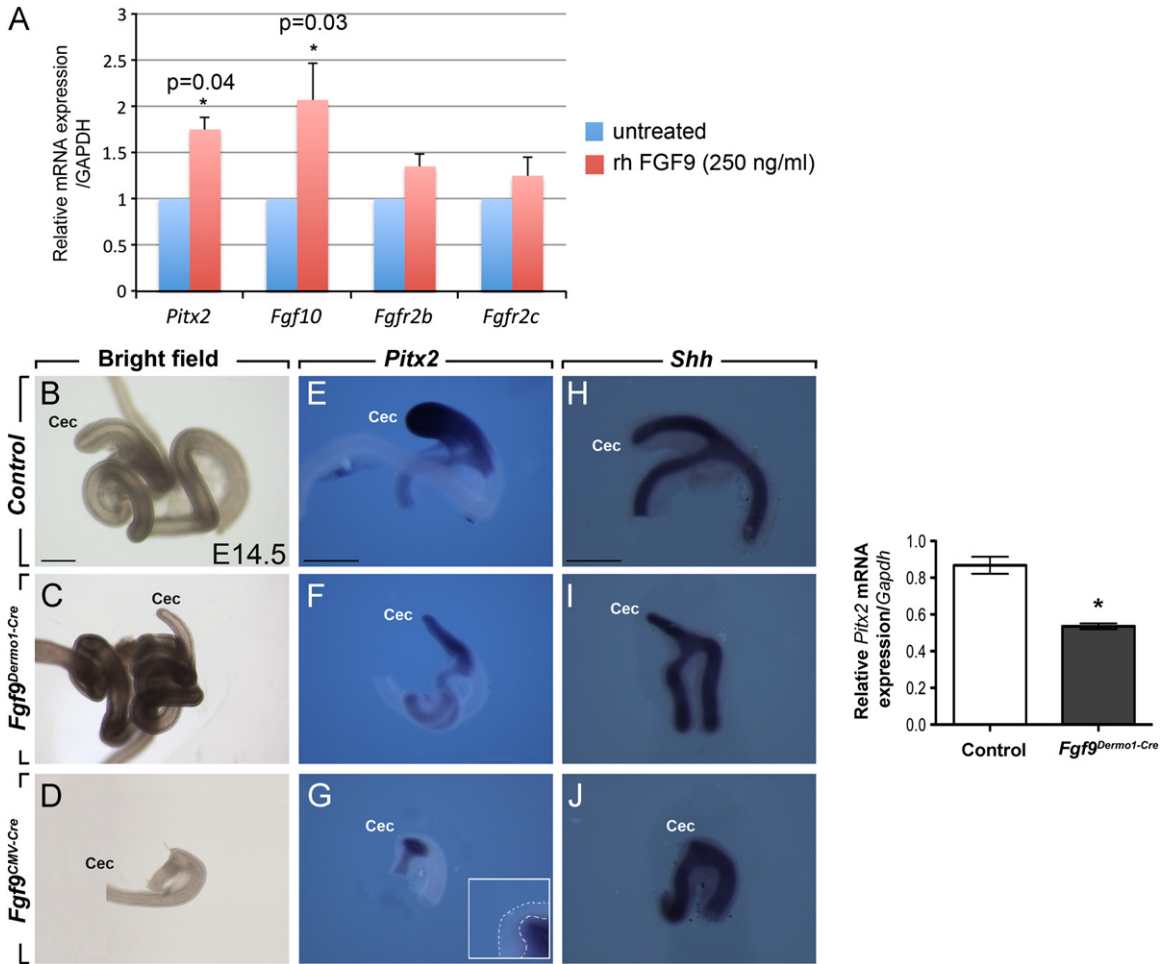 A
3
2.5
2
1.5
1
0.5
0
Relative mRNA expression
/GAPDH
p=0.04
*
p=0.03
*
untreated
rh FGF9 (250 ng/ml)
Pitx2 Fgf10 Fgfr2b Fgfr2c
Bright field Pitx2 Shh
Control
B
Cec
E14.5
E
Cec
H
Cec
Fgf9Dermo1-Cre
C
Cec
F
Cec
I
Cec
Fgf9CMV-Cre
D
Cec
G
Cec
J
Cec
Relative Pitx2 mRNA
expression/Gapdh
1.0
0.8
0.6
0.4
0.2
0.0
*
Control Fgf9Dermo1-Cre